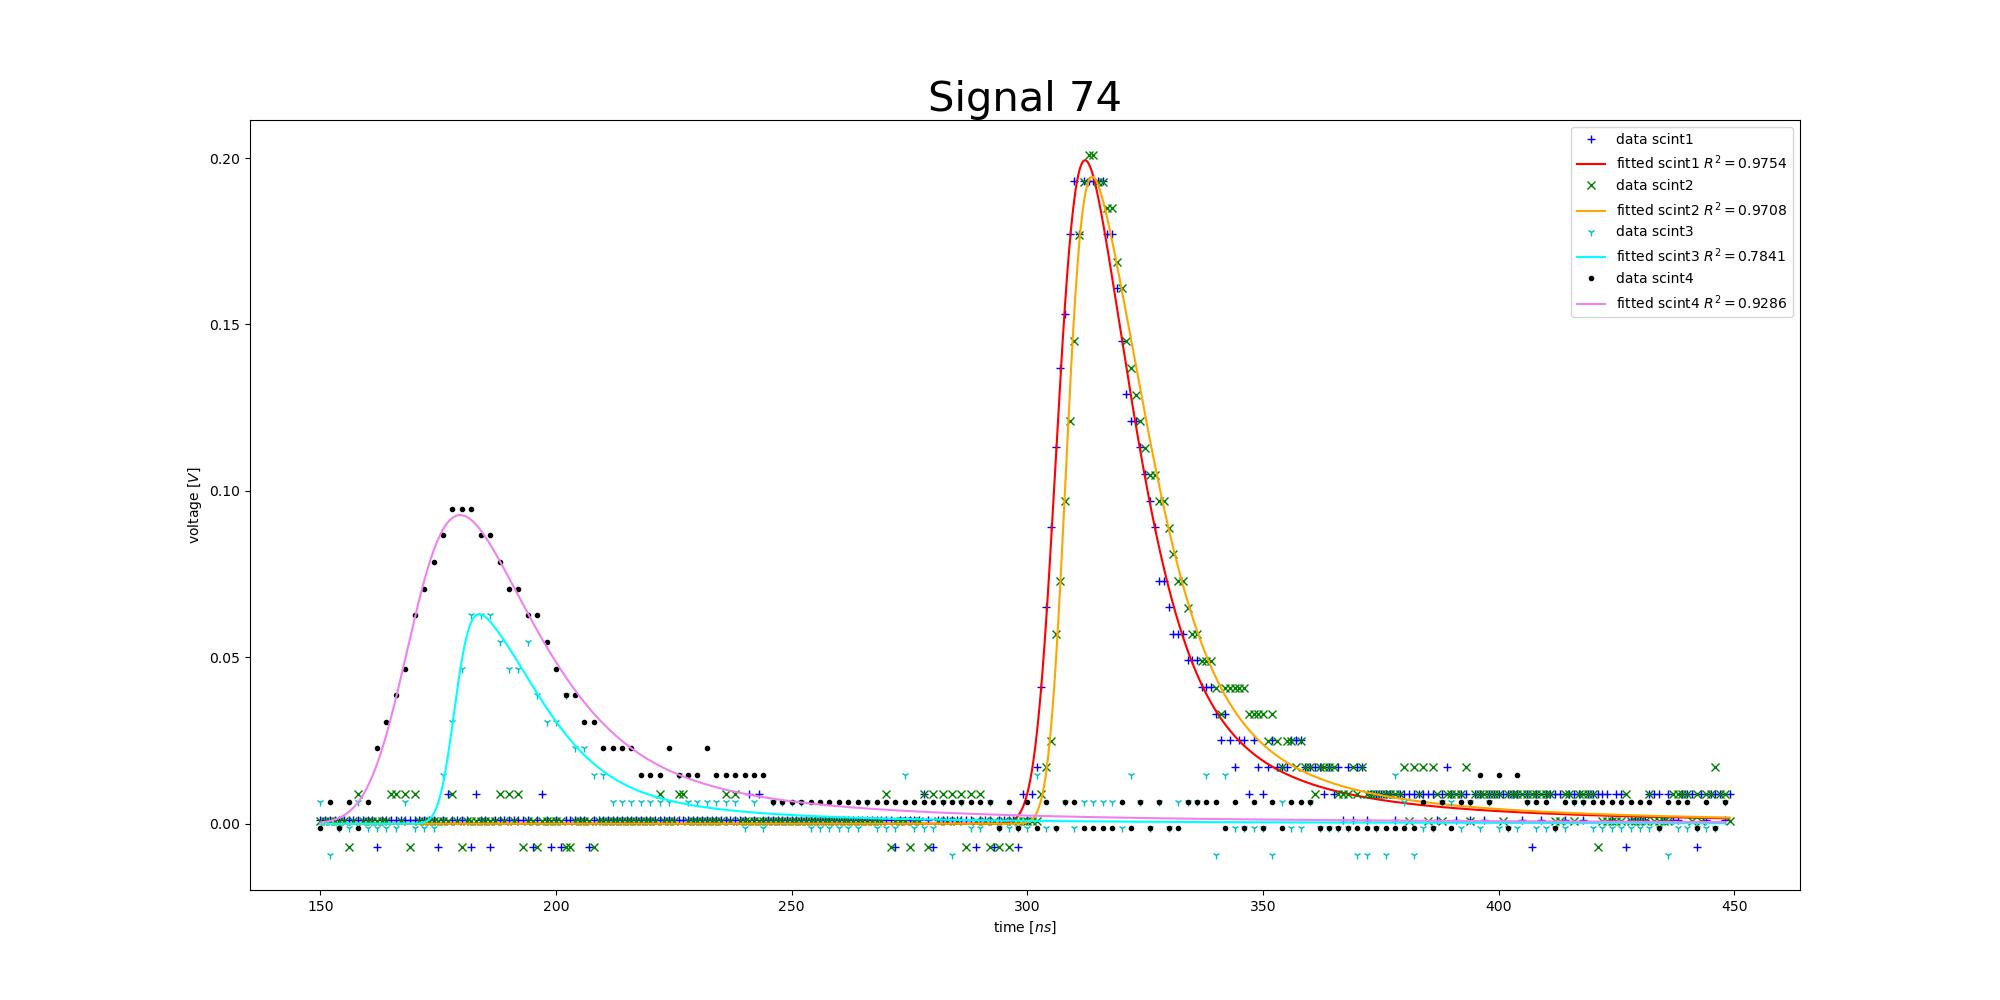 Signal 74
data scint1
fitted scint1 R² = 0.9754
data scint2
fitted scint2 R² = 0.9708
data scint3
fitted scint3 R² = 0.7841
data scint4
fitted scint4 R² = 0.9286
voltage [V]
0.20
0.15
0.10
0.05
0.00
150 200 250 300 350 400 450
time [ns]